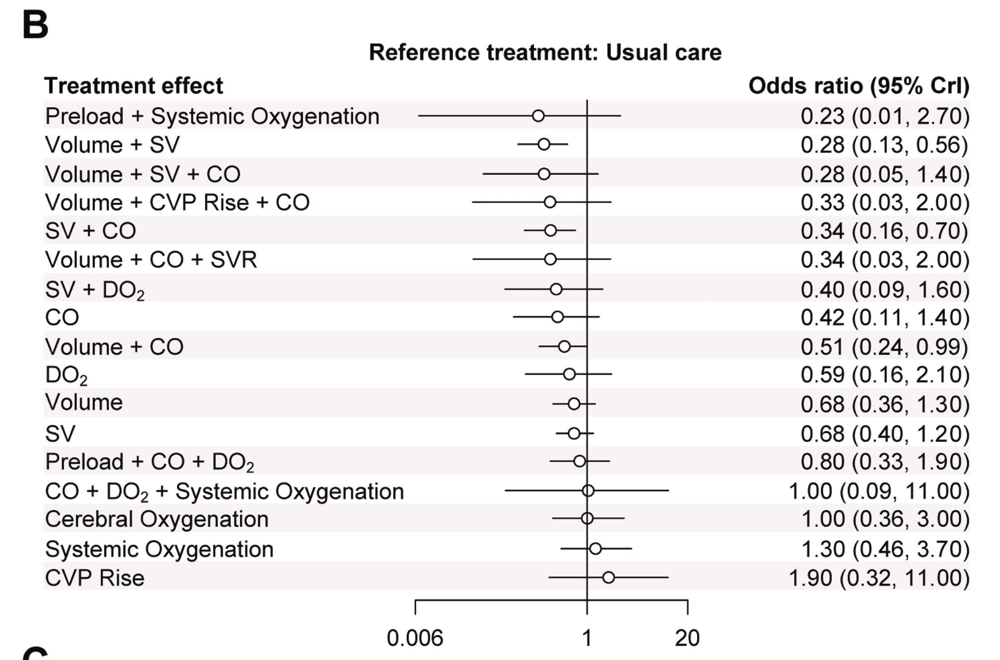 B
Reference treatment: Usual care
Treatment effect Odds ratio (95% CrI)
Preload + Systemic Oxygenation 0.23 (0.01, 2.70)
Volume + SV 0.28 (0.13, 0.56)
Volume + SV + CO 0.28 (0.05, 1.40)
Volume + CVP Rise + CO 0.33 (0.03, 2.00)
SV + CO 0.34 (0.16, 0.70)
Volume + CO + SVR 0.34 (0.03, 2.00)
SV + DO₂ 0.40 (0.09, 1.60)
CO 0.42 (0.11, 1.40)
Volume + CO 0.51 (0.24, 0.99)
DO₂ 0.59 (0.16, 2.10)
Volume 0.68 (0.36, 1.30)
SV 0.68 (0.40, 1.20)
Preload + CO + DO₂ 0.80 (0.33, 1.90)
CO + DO₂ + Systemic Oxygenation 1.00 (0.09, 11.00)
Cerebral Oxygenation 1.00 (0.36, 3.00)
Systemic Oxygenation 1.30 (0.46, 3.70)
CVP Rise 1.90 (0.32, 11.00)
0.006 1 20